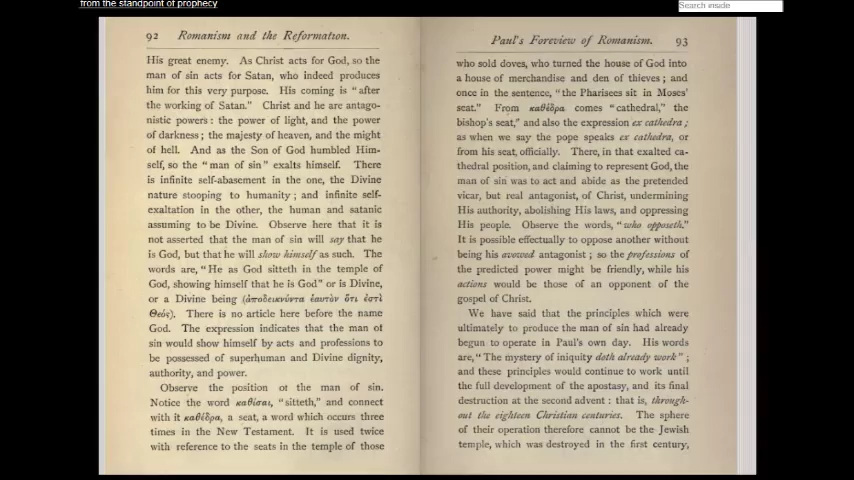 from the standpoint of prophecy
Search inside
92 Romanism and the Reformation.
His great enemy. As Christ acts for God, so the
man of sin acts for Satan, who indeed produces
him for this very purpose. His coming is "after
the working of Satan." Christ and he are antago-
nistic powers: the power of light, and the power
of darkness; the majesty of heaven, and the might
of hell. And as the Son of God humbled Him-
self, so the "man of sin" exalts himself. There
is infinite self-abasement in the one, the Divine
nature stooping to humanity; and infinite self-
exaltation in the other, the human and satanic
assuming to be Divine. Observe here that it is
not asserted that the man of sin will say that he
is God, but that he will show himself as such. The
words are, "He as God sitteth in the temple of
God, showing himself that he is God" or is Divine,
or a Divine being (ἀποδεικνύντα ἑαυτὸν ὅτι ἐστὶ
Θεός). There is no article here before the name
God. The expression indicates that the man of
sin would show himself by acts and professions to
be possessed of superhuman and Divine dignity,
authority, and power.
Observe the position of the man of sin.
Notice the word καθίσαι, "sitteth," and connect
with it καθέδρα, a seat, a word which occurs three
times in the New Testament. It is used twice
with reference to the seats in the temple of those
Paul's Foreview of Romanism. 93
who sold doves, who turned the house of God into
a house of merchandise and den of thieves; and
once in the sentence, "the Pharisees sit in Moses'
seat." From καθέδρα comes "cathedral," the
bishop's seat," and also the expression ex cathedra;
as when we say the pope speaks ex cathedra, or
from his seat, officially. There, in that exalted ca-
thedral position, and claiming to represent God, the
man of sin was to act and abide as the pretended
vicar, but real antagonist, of Christ, undermining
His authority, abolishing His laws, and oppressing
His people. Observe the words, "who opposeth."
It is possible effectually to oppose another without
being his avowed antagonist; so the professions of
the predicted power might be friendly, while his
actions would be those of an opponent of the
gospel of Christ.
We have said that the principles which were
ultimately to produce the man of sin had already
begun to operate in Paul's own day. His words
are, "The mystery of iniquity doth already work";
and these principles would continue to work until
the full development of the apostasy, and its final
destruction at the second advent: that is, through-
out the eighteen Christian centuries. The sphere
of their operation therefore cannot be the Jewish
temple, which was destroyed in the first century,